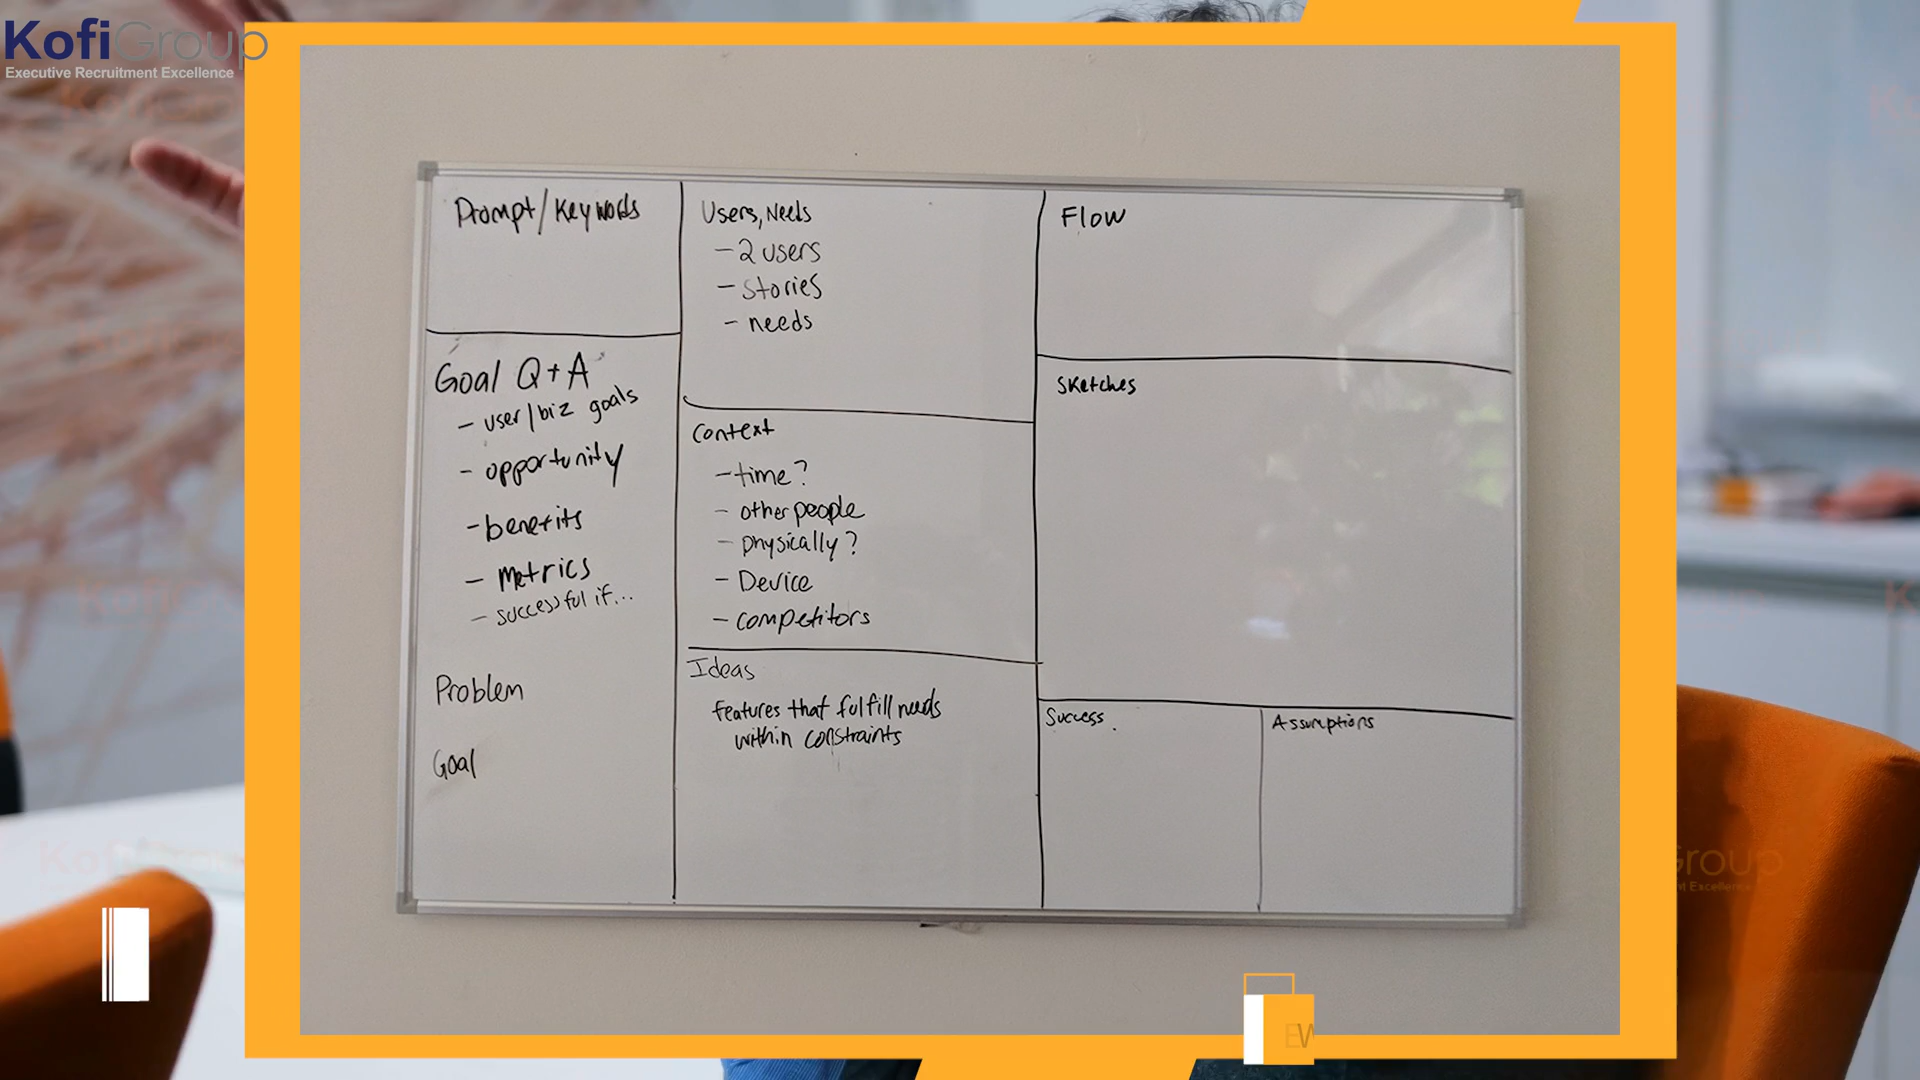 KofiGroup
Executive Recruitment Excellence
Prompt/Keywords
Goal Q+A
- user/biz goals
- opportunity
- benefits
- Metrics
- successful if...
Problem
Goal
Users, Needs
- 2 users
- stories
- needs
Context
- time?
- other people
- physically?
- Device
- competitors
Ideas
features that fulfill needs
within constraints
Flow
Sketches
Success
Assumptions
Group